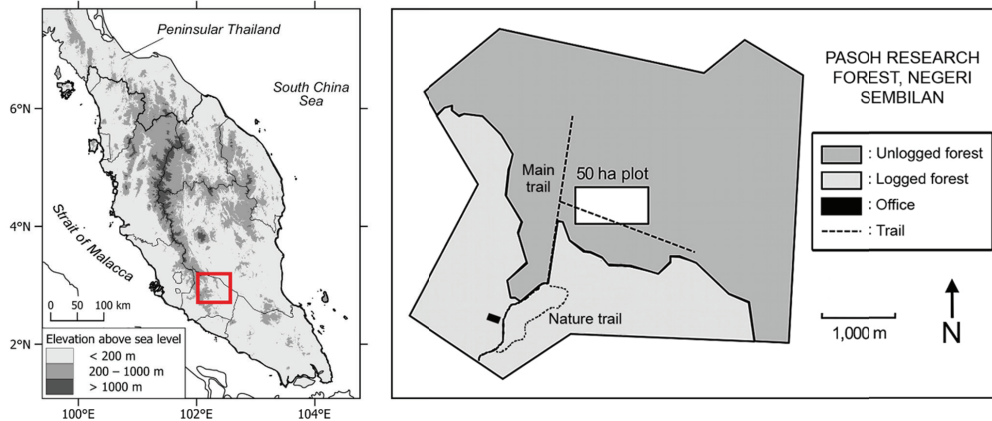 Peninsular Thailand
South China
Sea
6°N
4°N
2°N
Strait of Malacca
0 50 100 km
Elevation above sea level
< 200 m
200 – 1000 m
> 1000 m
100°E 102°E 104°E
PASOH RESEARCH
FOREST, NEGERI
SEMBILAN
: Unlogged forest
: Logged forest
: Office
: Trail
Main
trail
50 ha plot
Nature trail
1,000 m
N